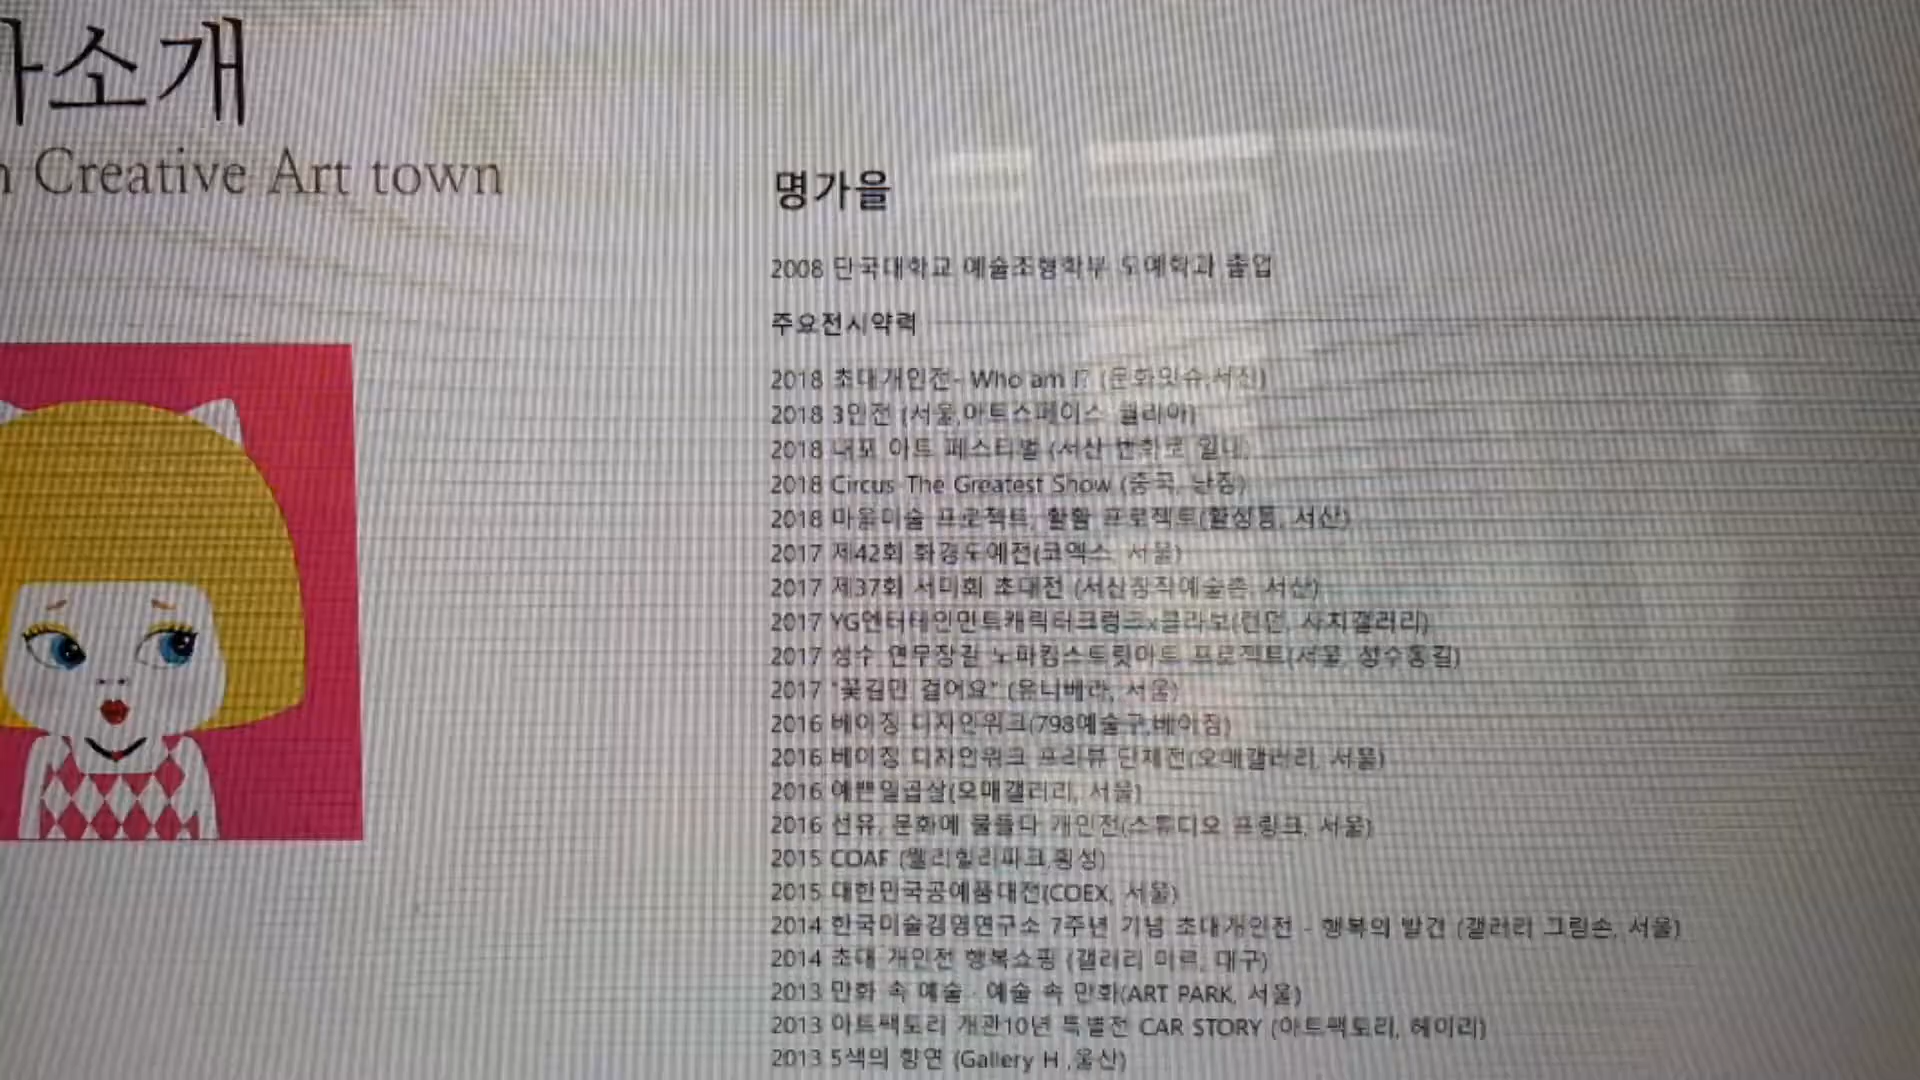 소개
Creative Art town
명가을
2008 단국대학교 예술조형학부 도예학과 졸업
주요전시약력
2018 초대개인전- Who am I? (문화잇슈,서산)
2018 3인전 (서울,아트스페이스 퀄리아)
2018 내포 아트 페스티벌 (서산 번화로 일대)
2018 Circus-The Greatest Show (중국, 난징)
2018 마을미술 프로젝트, 활활 프로젝트(활성동, 서산)
2017 제42회 화경도예전(코엑스, 서울)
2017 제37회 서미회 초대전 (서산창작예술촌, 서산)
2017 YG엔터테인먼트캐릭터크렁크x콜라보(런던, 사치갤러리)
2017 성수 연무장길 노파킹스트릿아트 프로젝트(서울, 성수동길)
2017 "꽃길만 걸어요" (유니베라, 서울)
2016 베이징 디자인위크(798예술구,베이징)
2016 베이징 디자인위크 프리뷰 단체전(오매갤러리, 서울)
2016 예쁜일곱살(오매갤러리, 서울)
2016 선유, 문화에 물들다 개인전(스튜디오 프링크, 서울)
2015 COAF (웰리힐리파크,횡성)
2015 대한민국공예품대전(COEX, 서울)
2014 한국미술경영연구소 7주년 기념 초대개인전 - 행복의 발견 (갤러리 그림손, 서울)
2014 초대 개인전 행복쇼핑 (갤러리 미르, 대구)
2013 만화 속 예술 · 예술 속 만화(ART PARK, 서울)
2013 아트팩토리 개관10년 특별전 CAR STORY (아트팩토리, 헤이리)
2013 5색의 향연 (Gallery H ,울산)